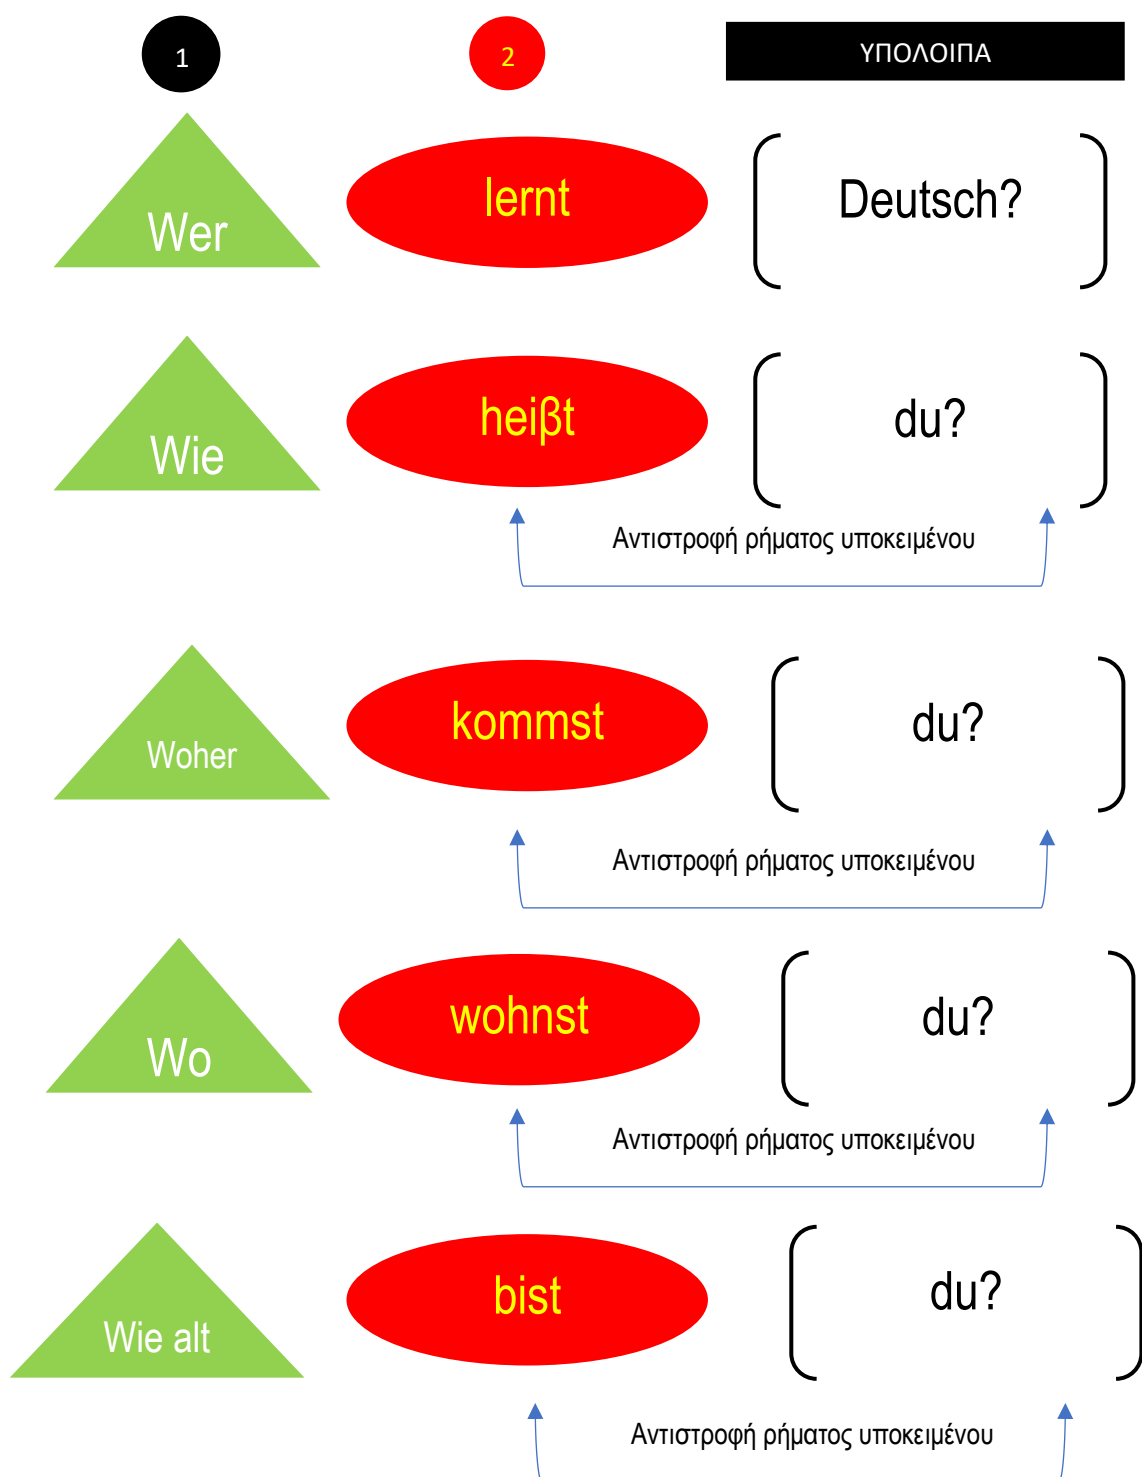 1 2 ΥΠΟΛΟΙΠΑ
Wer lernt Deutsch?
Wie heiβt du?
Αντιστροφή ρήματος υποκειμένου
Woher kommst du?
Αντιστροφή ρήματος υποκειμένου
Wo wohnst du?
Αντιστροφή ρήματος υποκειμένου
Wie alt bist du?
Αντιστροφή ρήματος υποκειμένου